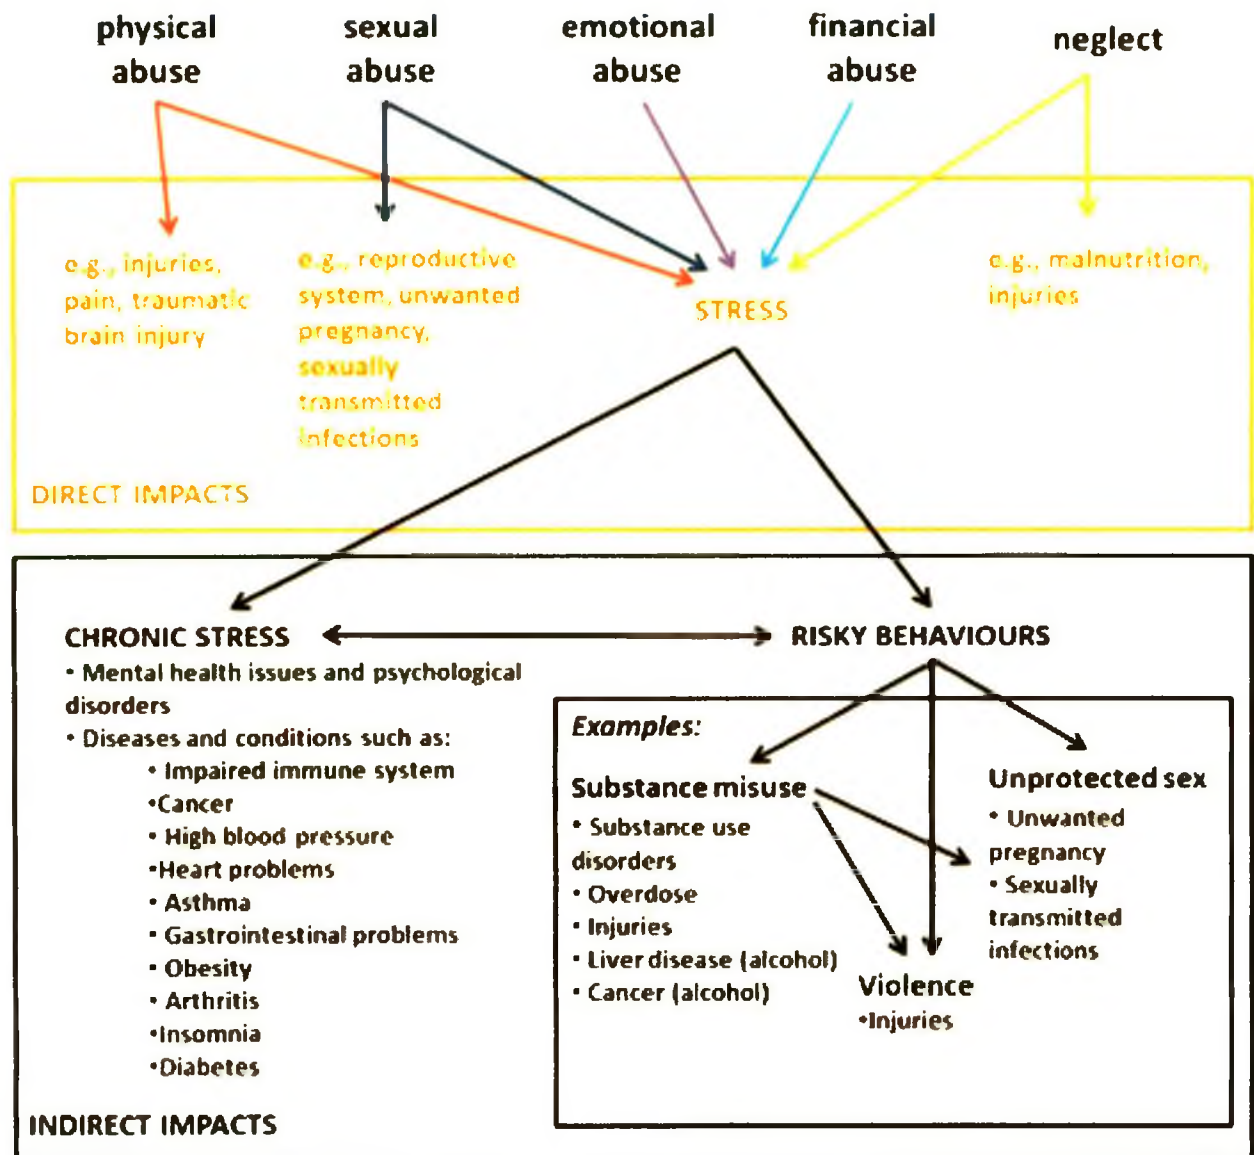 physical
abuse
sexual
abuse
emotional
abuse
financial
abuse
neglect
e.g., injuries,
pain, traumatic
brain injury
e.g., reproductive
system, unwanted
pregnancy,
sexually
transmitted
infections
STRESS
e.g., malnutrition,
injuries
DIRECT IMPACTS
CHRONIC STRESS
• Mental health issues and psychological
disorders
• Diseases and conditions such as:
• Impaired immune system
•Cancer
• High blood pressure
•Heart problems
• Asthma
• Gastrointestinal problems
• Obesity
• Arthritis
•Insomnia
•Diabetes
RISKY BEHAVIOURS
Examples:
Substance misuse
• Substance use
disorders
• Overdose
• Injuries
• Liver disease (alcohol)
• Cancer (alcohol)
Violence
•Injuries
Unprotected sex
• Unwanted
pregnancy
• Sexually
transmitted
infections
INDIRECT IMPACTS